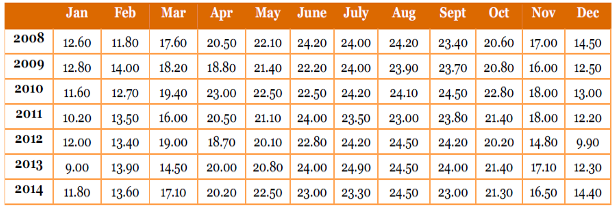 Jan Feb Mar Apr May June July Aug Sept Oct Nov Dec
2008 12.60 11.80 17.60 20.50 22.10 24.20 24.00 24.20 23.40 20.60 17.00 14.50
2009 12.80 14.00 18.20 18.80 21.40 22.20 24.00 23.90 23.70 20.80 16.00 12.50
2010 11.60 12.70 19.40 23.00 22.50 22.50 24.20 24.10 24.50 22.80 18.00 13.00
2011 10.20 13.50 16.00 20.50 21.10 24.00 23.50 23.00 23.80 21.40 18.00 12.20
2012 12.00 13.40 19.00 18.70 20.10 22.80 24.20 24.50 24.20 20.20 14.80 9.90
2013 9.00 13.90 14.50 20.00 20.80 24.00 24.90 24.50 24.00 21.40 17.10 12.30
2014 11.80 13.60 17.10 20.20 22.50 23.00 23.30 24.50 23.00 21.30 16.50 14.40